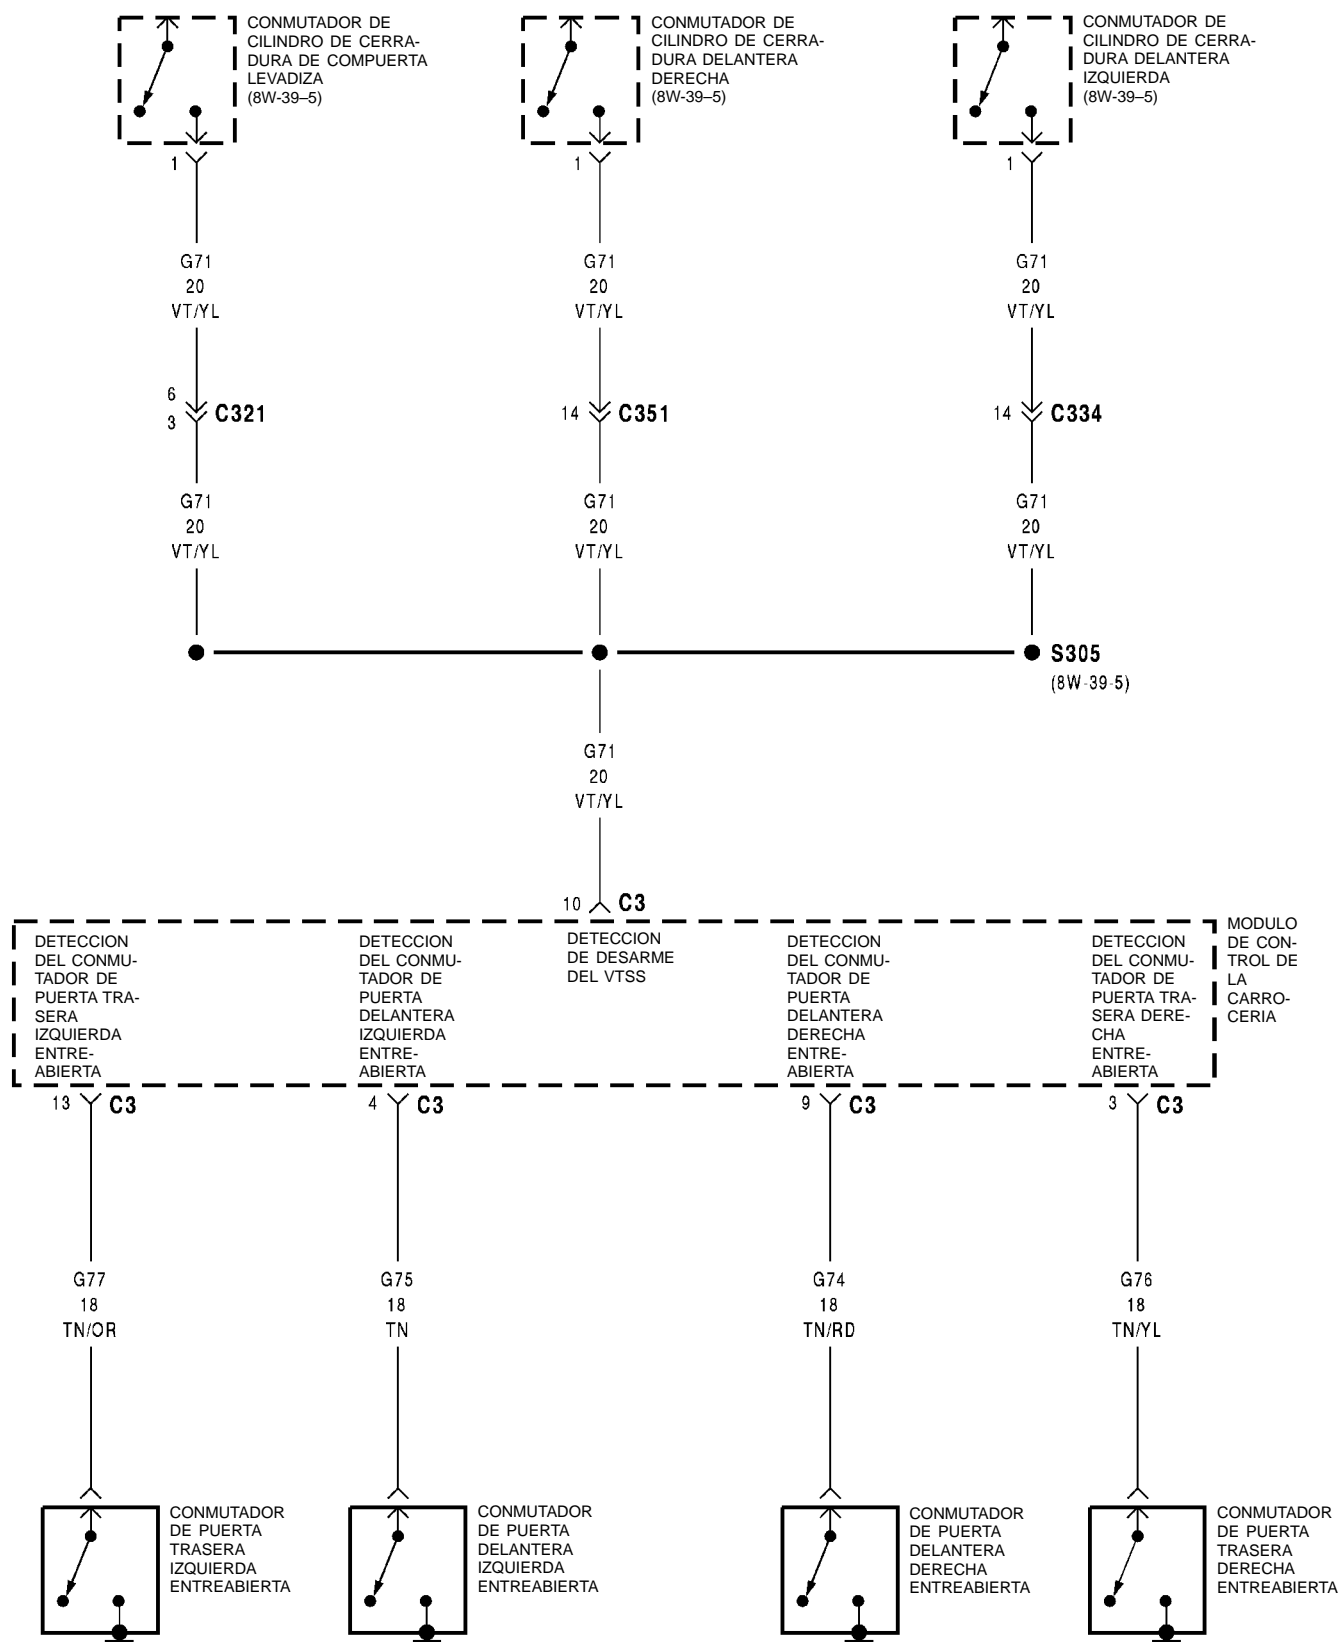 CONMUTADOR DE
CILINDRO DE CERRA-
DURA DE COMPUERTA
LEVADIZA
(8W-39–5)
CONMUTADOR DE
CILINDRO DE CERRA-
DURA DELANTERA
DERECHA
(8W-39–5)
CONMUTADOR DE
CILINDRO DE CERRA-
DURA DELANTERA
IZQUIERDA
(8W-39–5)
1
1
1
G71
20
VT/YL
G71
20
VT/YL
G71
20
VT/YL
6
3
C321
14
C351
14
C334
G71
20
VT/YL
G71
20
VT/YL
G71
20
VT/YL
S305
(8W-39-5)
G71
20
VT/YL
10
C3
DETECCION
DEL CONMU-
TADOR DE
PUERTA TRA-
SERA
IZQUIERDA
ENTRE-
ABIERTA
DETECCION
DEL CONMU-
TADOR DE
PUERTA
DELANTERA
IZQUIERDA
ENTRE-
ABIERTA
DETECCION
DE DESARME
DEL VTSS
DETECCION
DEL CONMU-
TADOR DE
PUERTA
DELANTERA
DERECHA
ENTRE-
ABIERTA
DETECCION
DEL CONMU-
TADOR DE
PUERTA TRA-
SERA DERE-
CHA
ENTRE-
ABIERTA
MODULO
DE CON-
TROL DE
LA
CARRO-
CERIA
13
C3
4
C3
9
C3
3
C3
G77
18
TN/OR
G75
18
TN
G74
18
TN/RD
G76
18
TN/YL
CONMUTADOR
DE PUERTA
TRASERA
IZQUIERDA
ENTREABIERTA
CONMUTADOR
DE PUERTA
DELANTERA
IZQUIERDA
ENTREABIERTA
CONMUTADOR
DE PUERTA
DELANTERA
DERECHA
ENTREABIERTA
CONMUTADOR
DE PUERTA
TRASERA
DERECHA
ENTREABIERTA